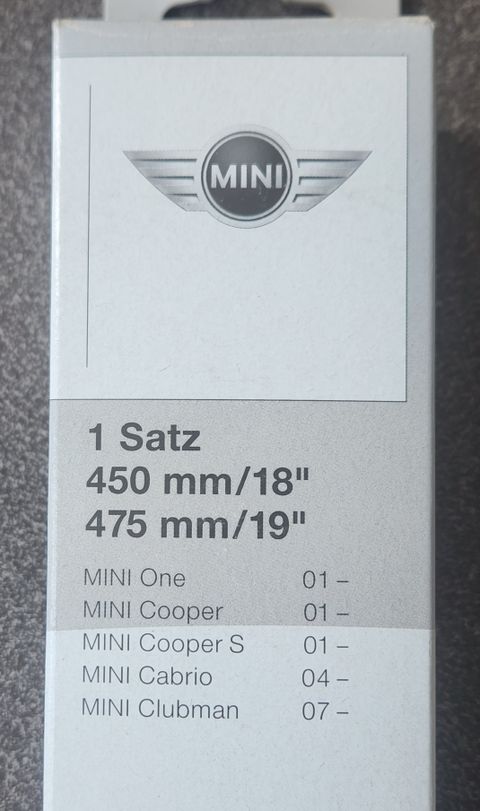 MINI
1 Satz
450 mm/18"
475 mm/19"
MINI One 01 –
MINI Cooper 01 –
MINI Cooper S 01 –
MINI Cabrio 04 –
MINI Clubman 07 –